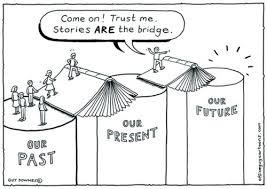 Come on! Trust me.
Stories ARE the bridge.
OUR
FUTURE
OUR
PRESENT
OUR
PAST
GUY DOWNES©